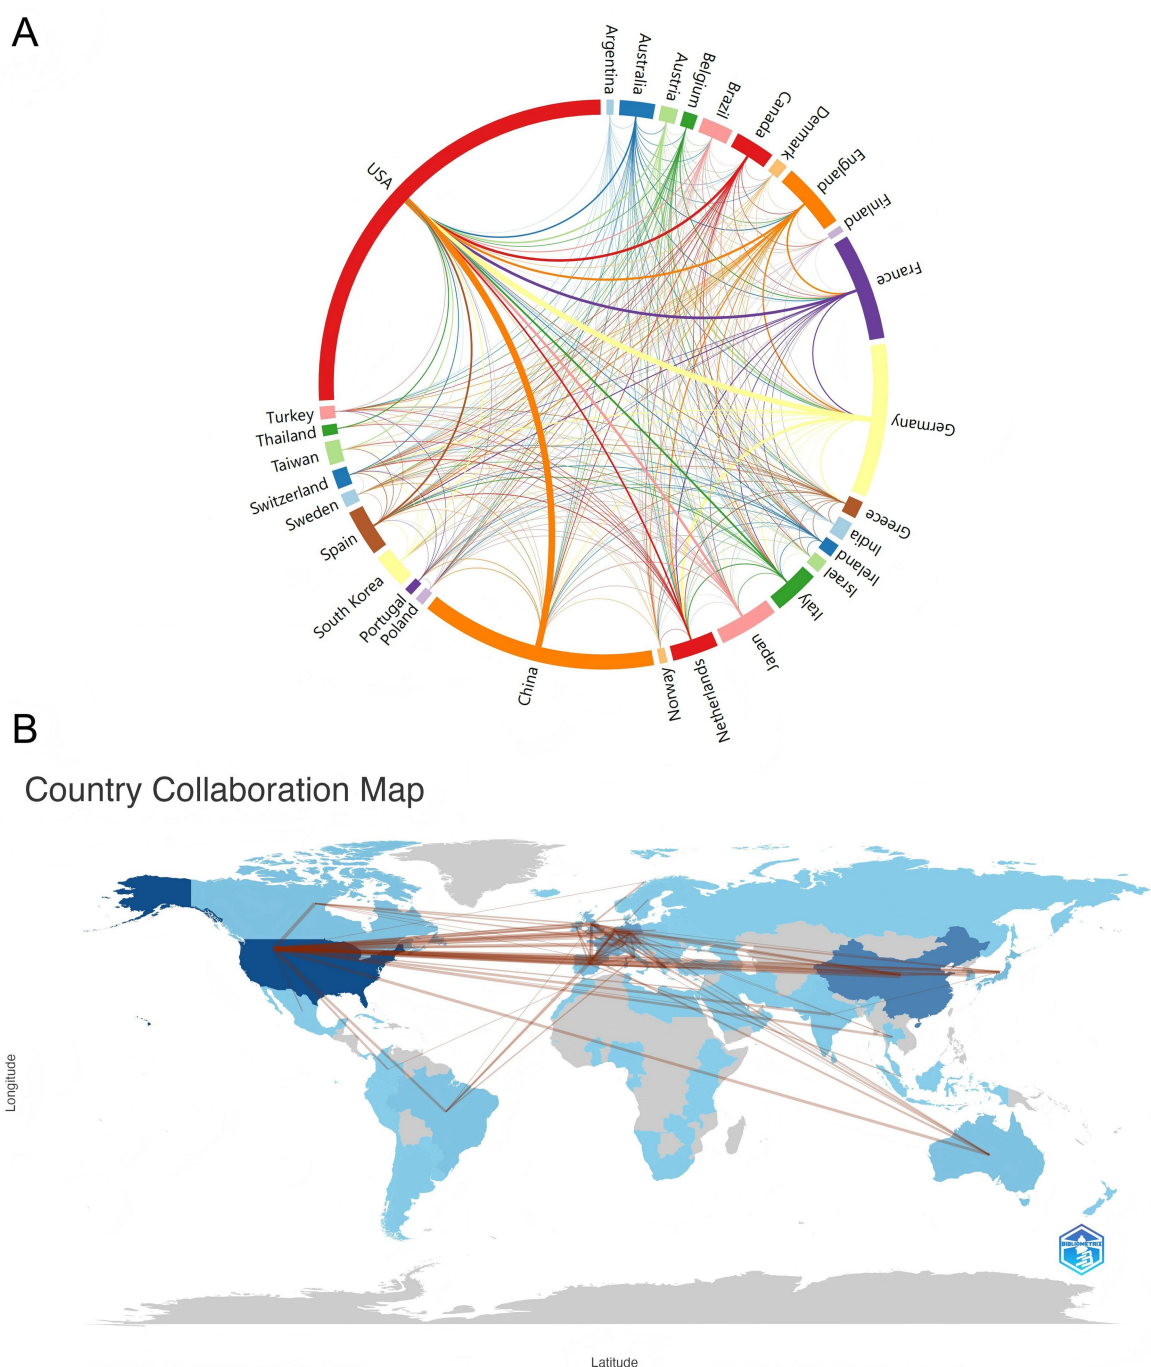 A
Argentina
Australia
Austria
Belgium
Brazil
Canada
Denmark
England
Finland
France
Germany
Greece
India
Ireland
Israel
Italy
Japan
Netherlands
Norway
China
Poland
Portugal
South Korea
Spain
Sweden
Switzerland
Taiwan
Thailand
Turkey
USA
B
Country Collaboration Map
Longitude
BIBLIOMETRIX
Latitude